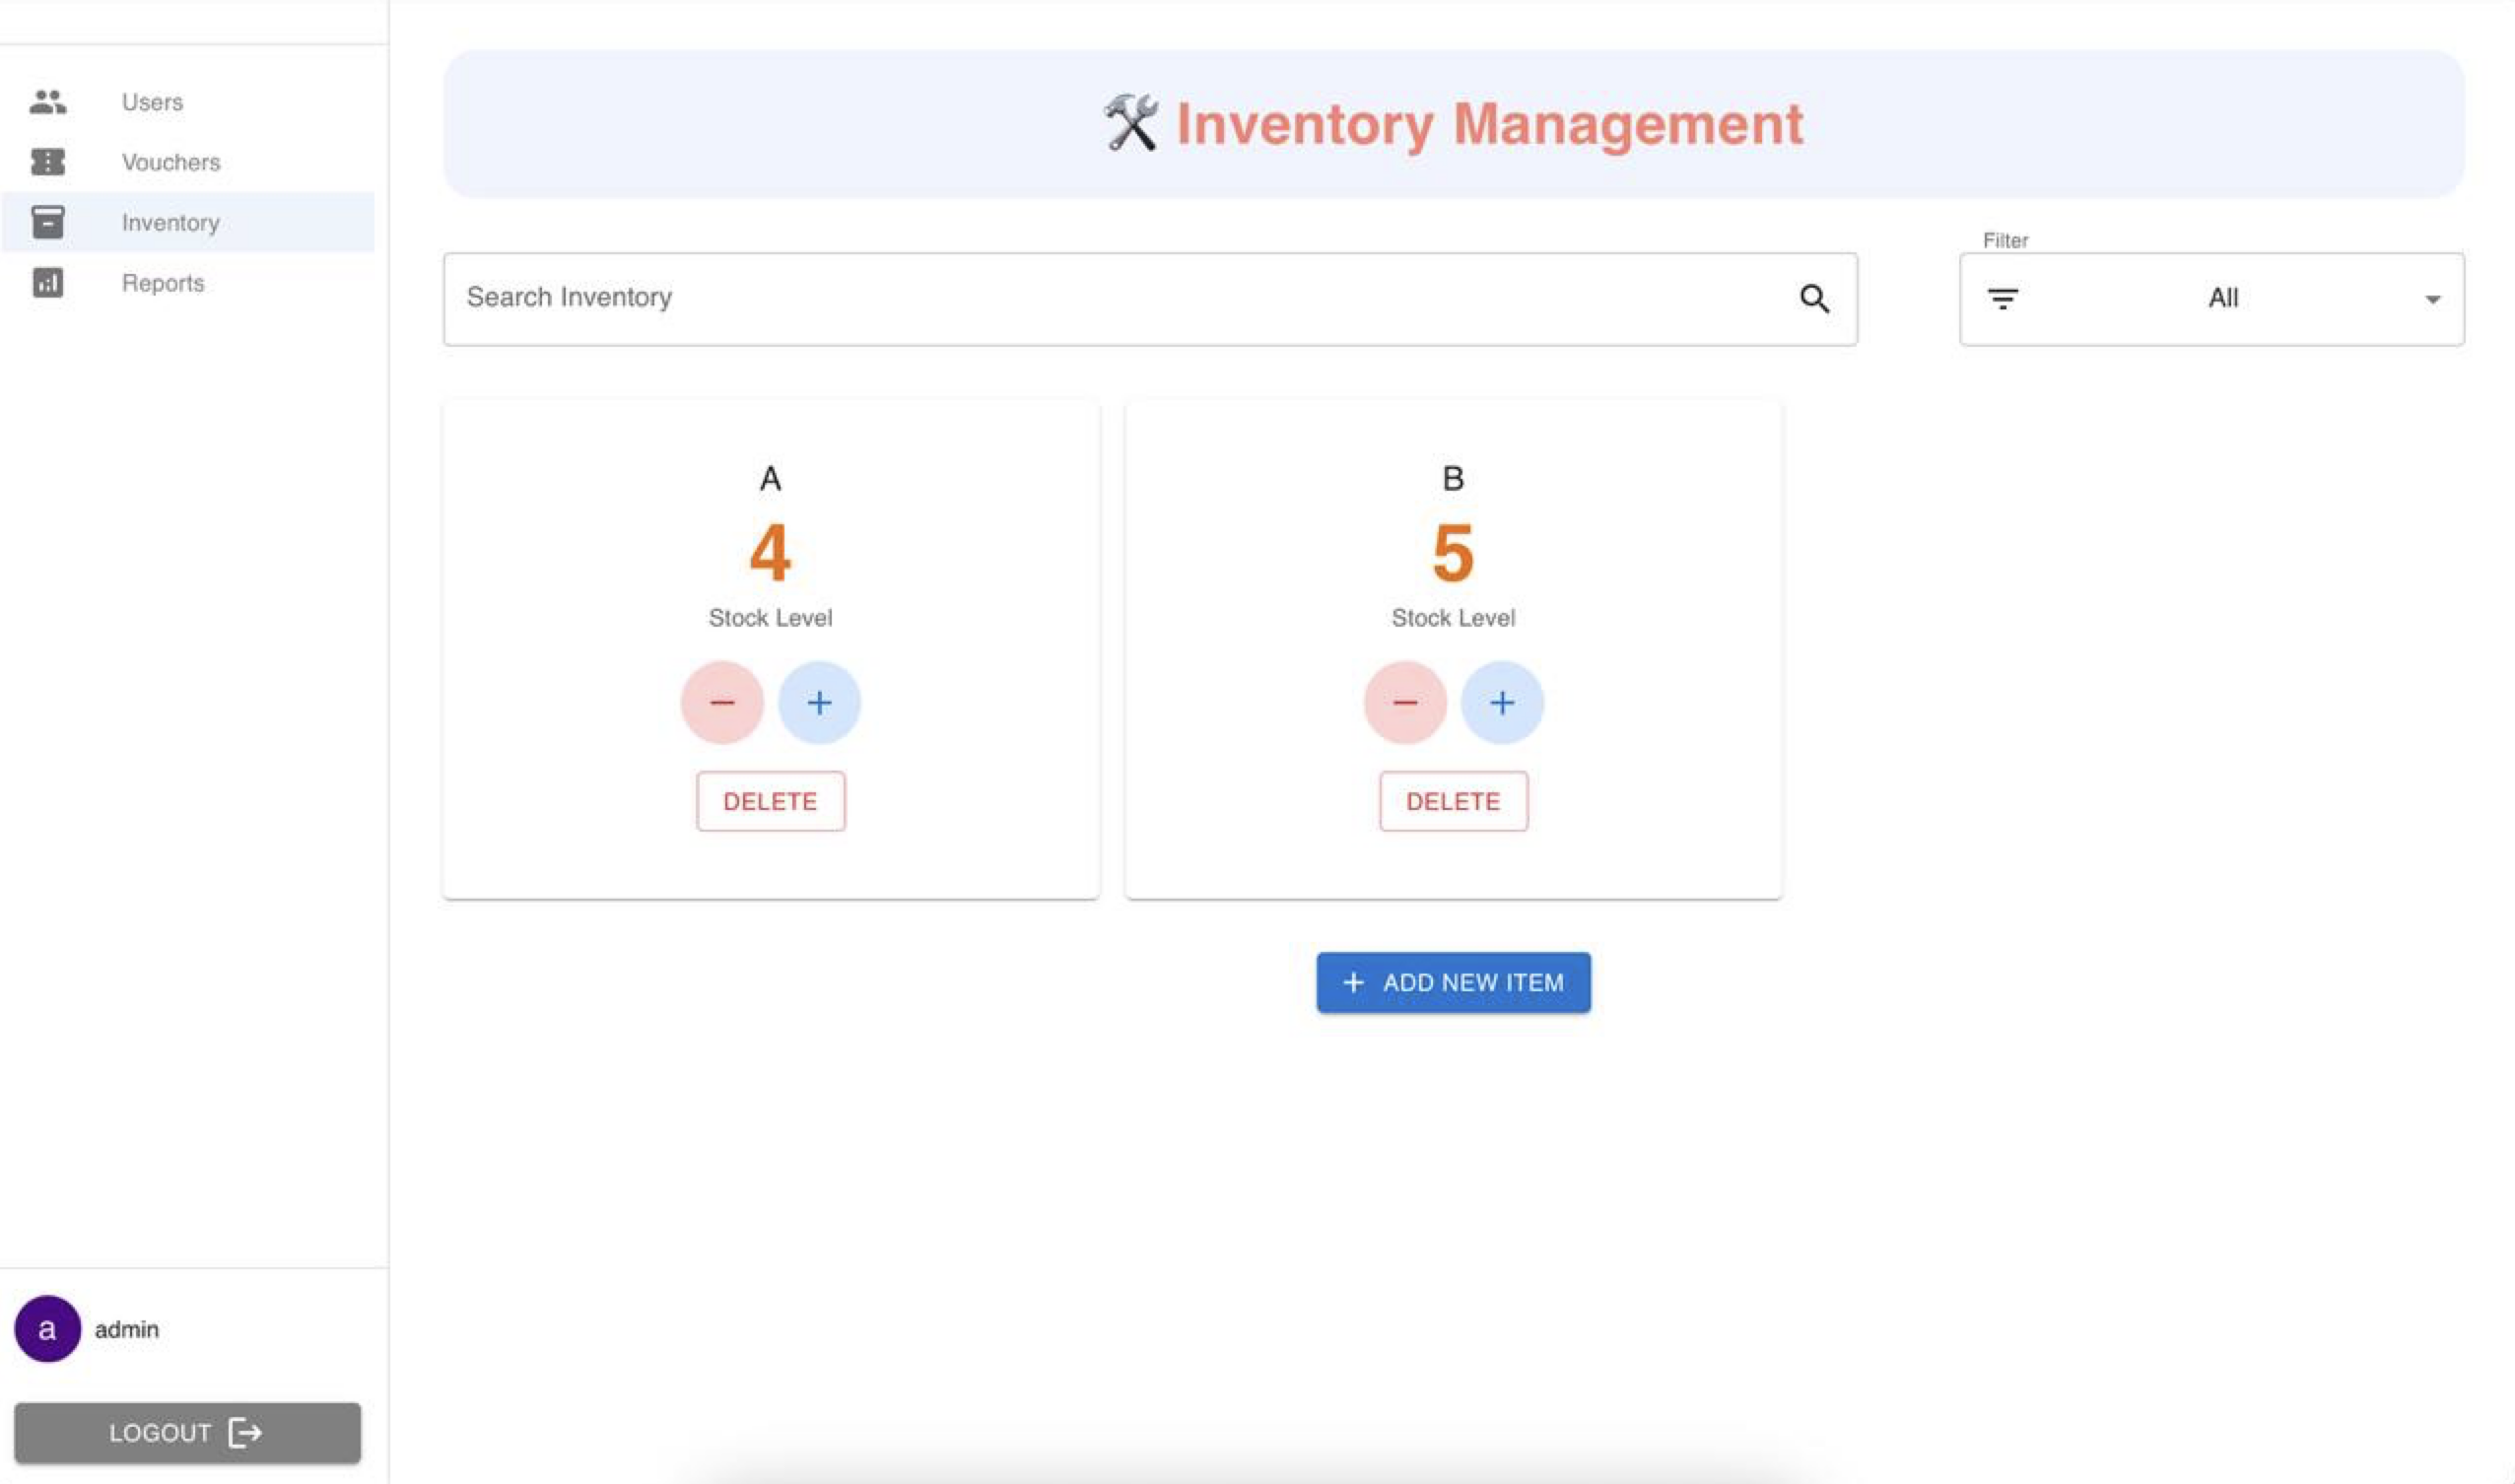 Users
Vouchers
Inventory
Reports
admin
a
LOGOUT
Inventory Management
Search Inventory
Filter
All
A
4
Stock Level
DELETE
B
5
Stock Level
DELETE
+ ADD NEW ITEM